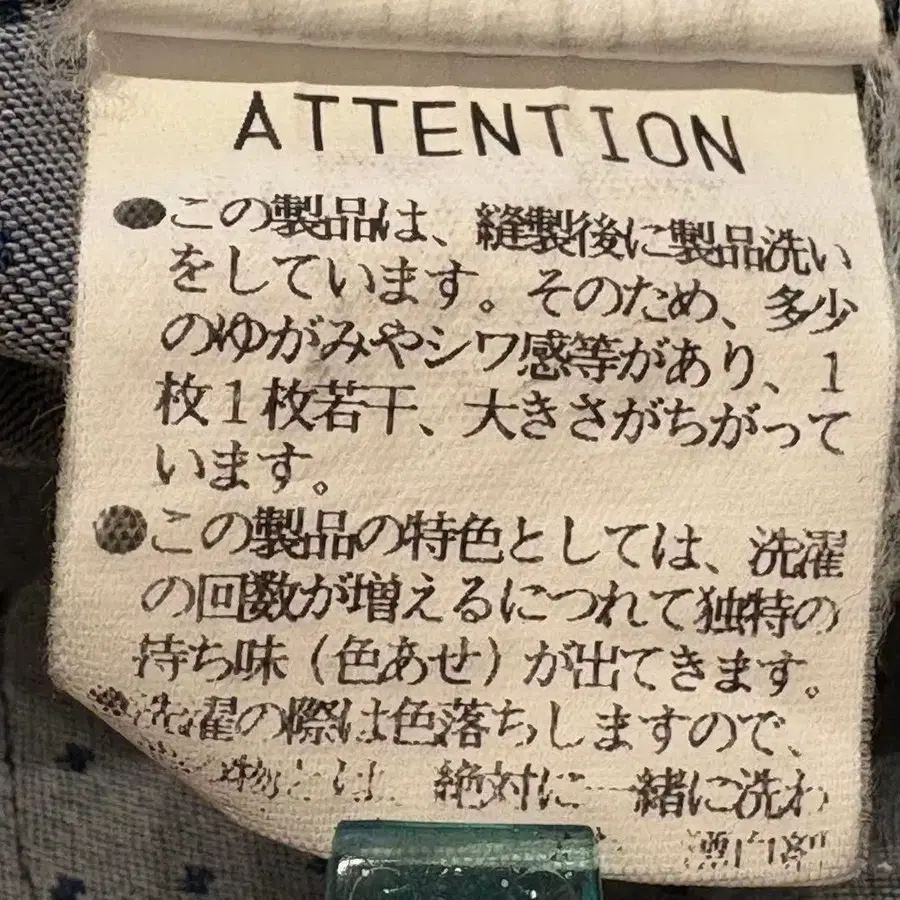 ATTENTION
●この製品は、縫製後に製品洗い
をしています。そのため、多少
のゆがみやシワ感等があり、1
枚1枚若干、大きさがちがって
います。
●この製品の特色としては、洗濯
の回数が増えるにつれて独特の
持ち味（色あせ）が出てきます。
洗濯の際は色落ちしますので、
物とは、絶対に一緒に洗わ